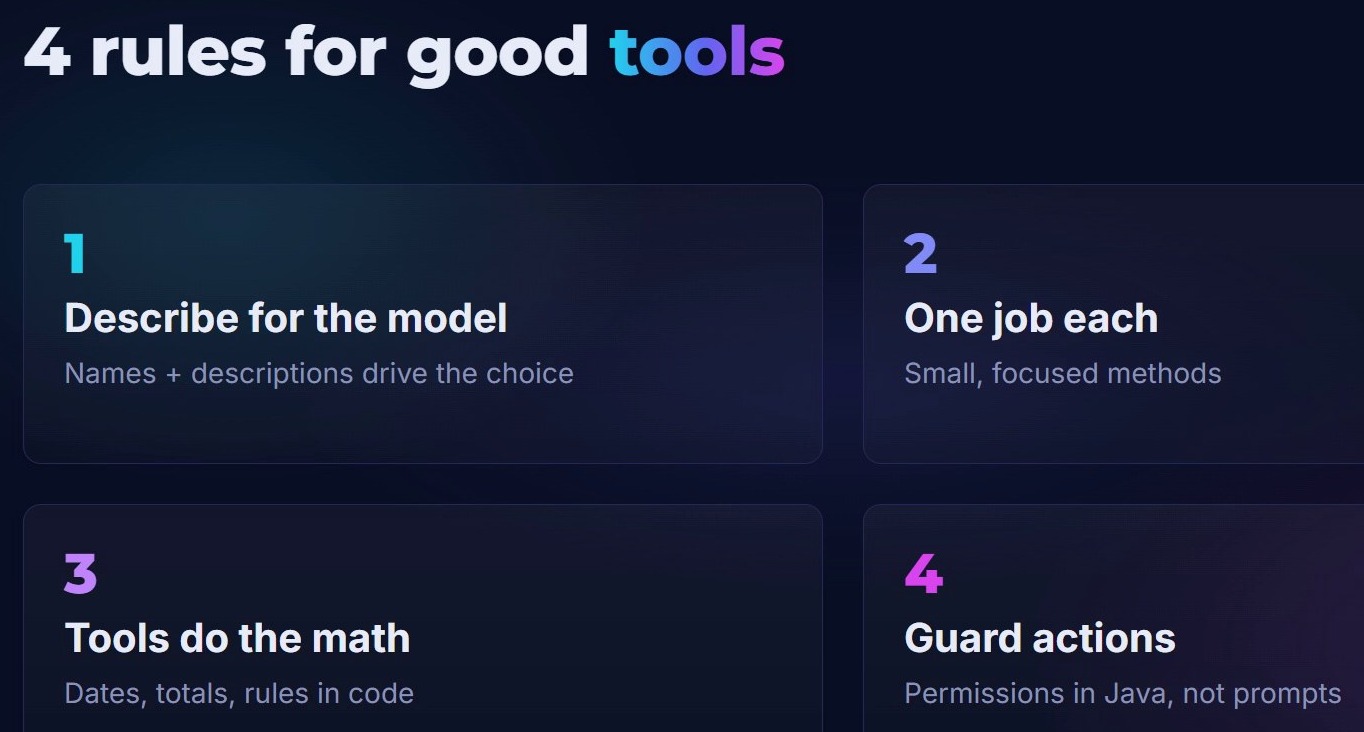 4 rules for good tools
1
Describe for the model
Names + descriptions drive the choice
2
One job each
Small, focused methods
3
Tools do the math
Dates, totals, rules in code
4
Guard actions
Permissions in Java, not prompts